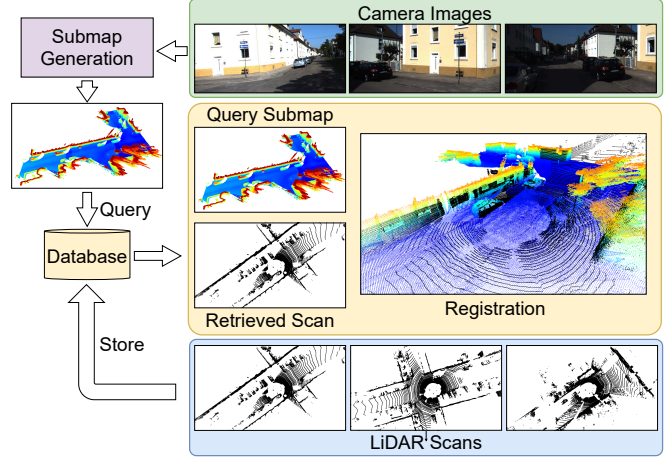 Camera Images
Submap
Generation
Query Submap
Query
Database
Registration
Retrieved Scan
Store
LiDAR Scans